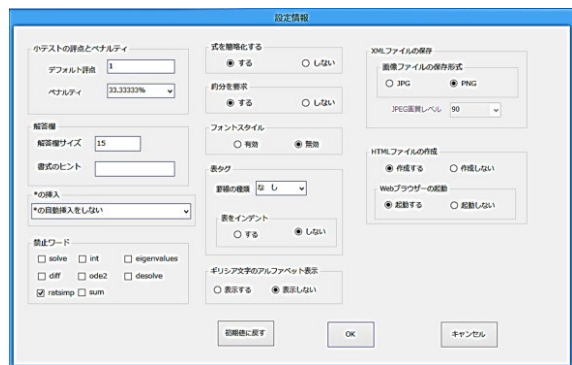 設定情報
小テストの評点とペナルティ
デフォルト評点 1
ペナルティ 33.33333%
解答欄
解答欄サイズ 15
書式のヒント
*の挿入
*の自動挿入をしない
禁止ワード
solve int eigenvalues
diff ode2 desolve
ratsimp sum
式を簡略化する
する しない
約分を要求
する しない
フォントスタイル
有効 無効
表タグ
罫線の種類 なし
表をインデント
する しない
ギリシア文字のアルファベット表示
表示する 表示しない
XMLファイルの保存
画像ファイルの保存形式
JPG PNG
JPEG画質レベル 90
HTMLファイルの作成
作成する 作成しない
Webブラウザーの起動
起動する 起動しない
初期値に戻す OK キャンセル